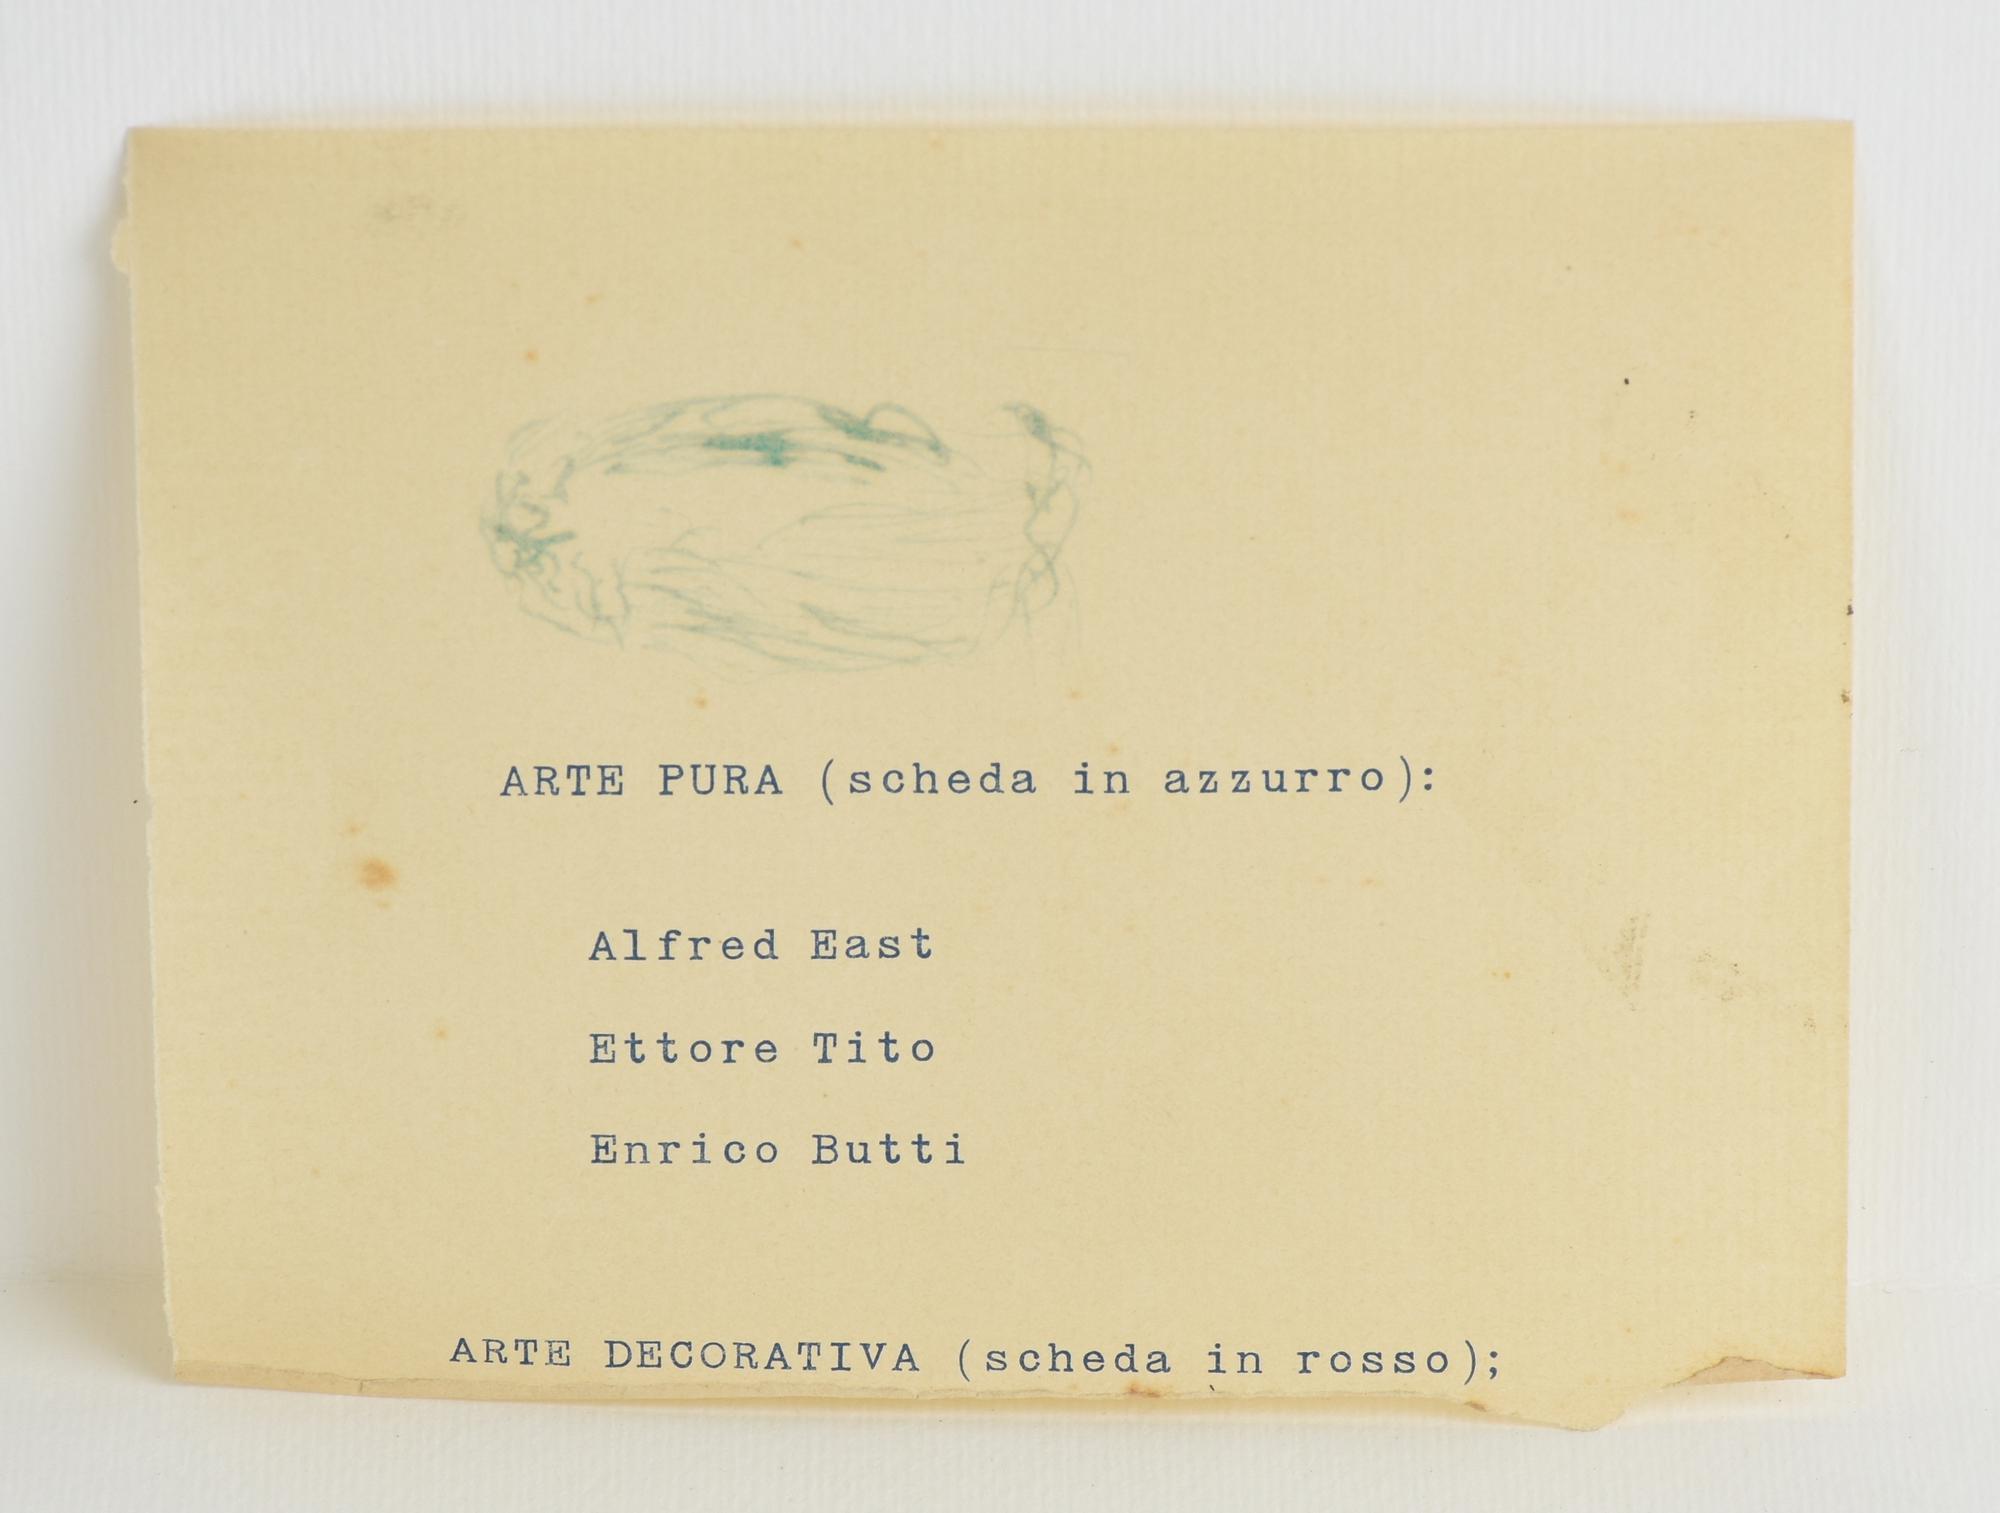 ARTE PURA (scheda in azzurro):
Alfred East
Ettore Tito
Enrico Butti
ARTE DECORATIVA (scheda in rosso);